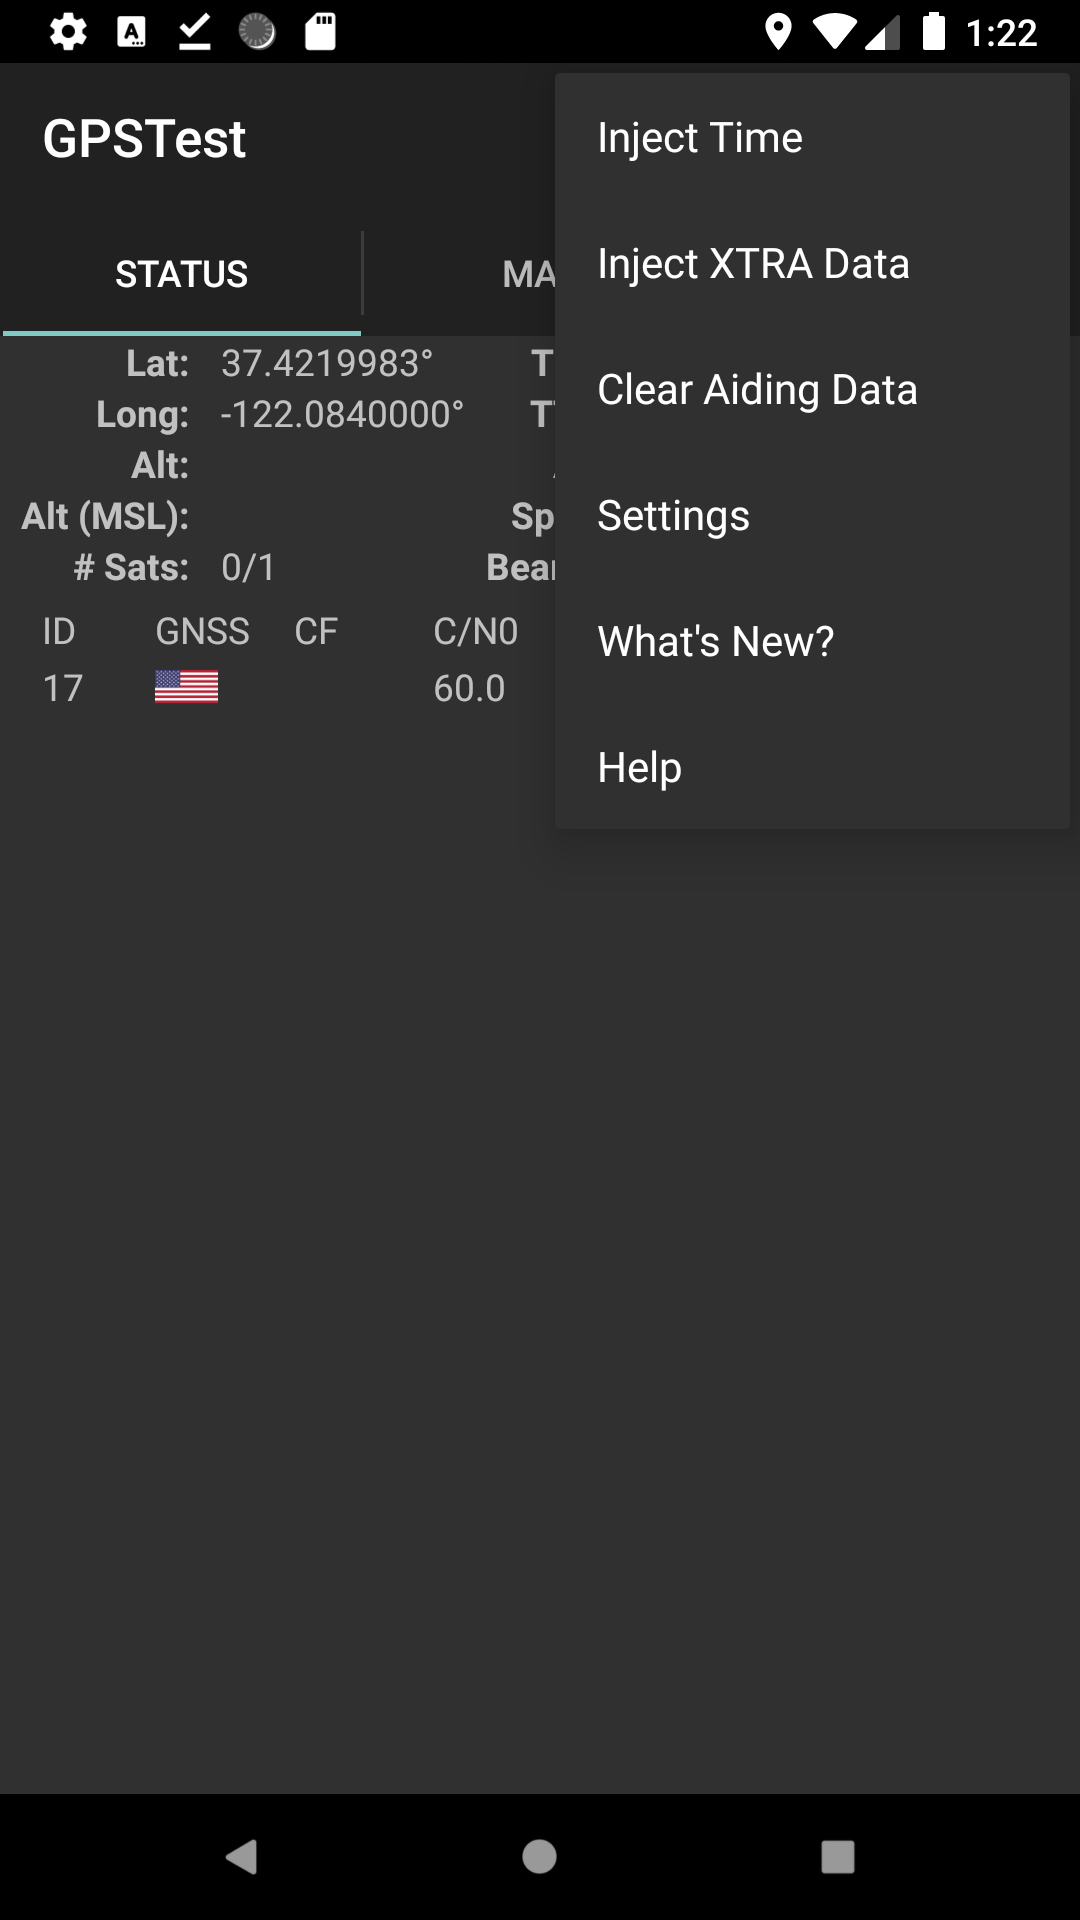 1:22
GPSTest
STATUS
MA
Inject Time
Inject XTRA Data
Clear Aiding Data
Settings
What's New?
Help
Lat: 37.4219983° T
Long: -122.0840000°
Alt:
Alt (MSL): Sp
# Sats: 0/1 Bea
ID GNSS CF C/N0
17 60.0